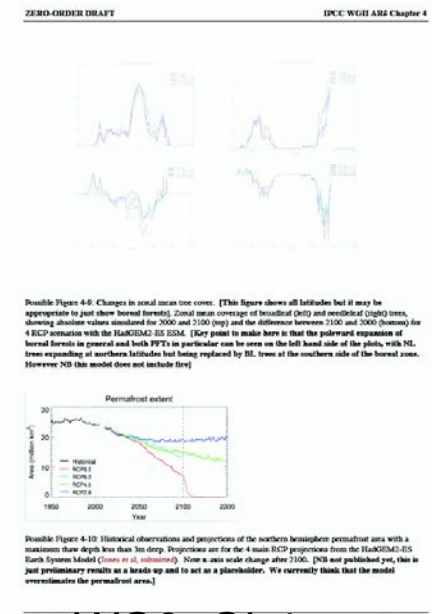 ZERO-ORDER DRAFT
IPCC WGII AR5 Chapter 4
Possible Figure 4-9: Changes in zonal mean tree cover. [This figure shows all latitudes but it may be
appropriate to just show boreal forests]. Zonal mean coverage of broadleaf (left) and needleleaf (right) trees,
showing absolute values simulated for 2000 and 2100 (top) and the difference between 2100 and 2000 (bottom) for
4 RCP scenarios with the HadGEM2-ES ESM. [Key point to make here is that the poleward expansion of
boreal forests in general and both PFTs in particular can be seen on the left hand side of the plots, with NL
trees expanding at northern latitudes but being replaced by BL trees at the southern side of the boreal zone.
However NB this model does not include fire]
Permafrost extent
Area (million km²)
30
20
10
0
Historical
RCP8.5
RCP6.0
RCP4.5
RCP2.6
1950 2000 2050 2100 2300
Year
Possible Figure 4-10: Historical observations and projections of the northern hemisphere permafrost area with a
maximum thaw depth less than 3m deep. Projections are for the 4 main RCP projections from the HadGEM2-ES
Earth System Model (Jones et al, submitted). Note x-axis scale change after 2100. [NB not published yet, this is
just preliminary results as a heads-up and to act as a placeholder. We currently think that the model
overestimates the permafrost area.]